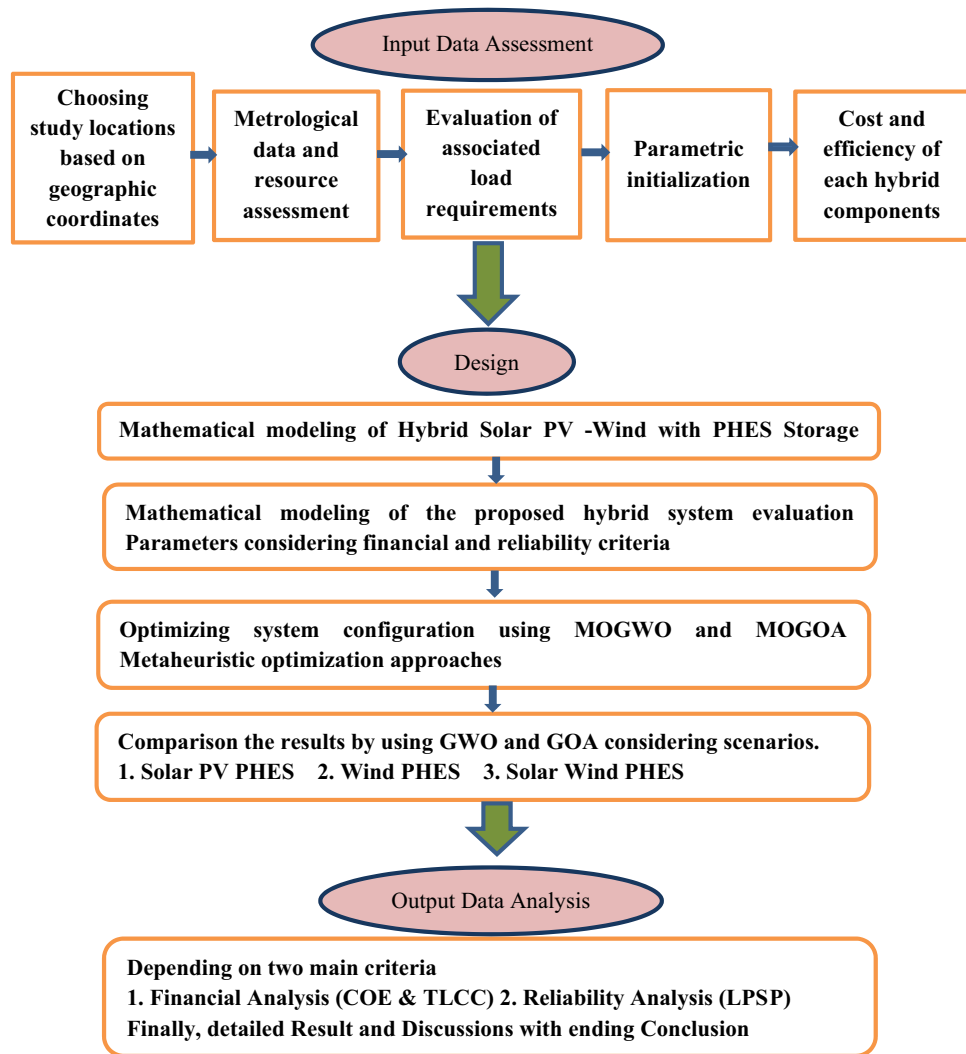 Input Data Assessment
Choosing
study locations
based on
geographic
coordinates
Metrological
data and
resource
assessment
Evaluation of
associated
load
requirements
Parametric
initialization
Cost and
efficiency of
each hybrid
components
Design
Mathematical modeling of Hybrid Solar PV -Wind with PHES Storage
Mathematical modeling of the proposed hybrid system evaluation
Parameters considering financial and reliability criteria
Optimizing system configuration using MOGWO and MOGOA
Metaheuristic optimization approaches
Comparison the results by using GWO and GOA considering scenarios.
1. Solar PV PHES 2. Wind PHES 3. Solar Wind PHES
Output Data Analysis
Depending on two main criteria
1. Financial Analysis (COE & TLCC) 2. Reliability Analysis (LPSP)
Finally, detailed Result and Discussions with ending Conclusion